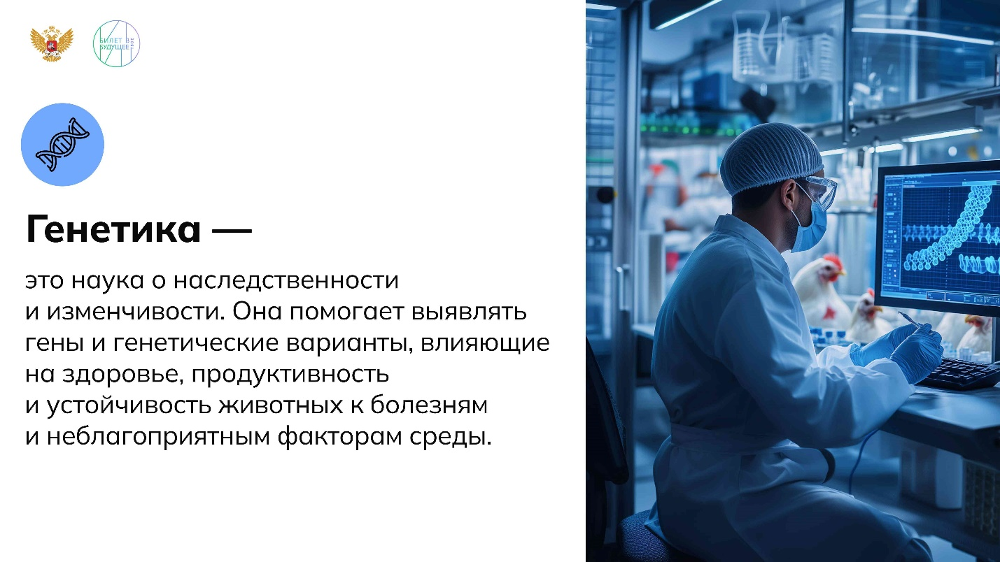 БИЛЕТ В
БУДУЩЕЕ
ТВОЁ
Генетика —
это наука о наследственности
и изменчивости. Она помогает выявлять
гены и генетические варианты, влияющие
на здоровье, продуктивность
и устойчивость животных к болезням
и неблагоприятным факторам среды.